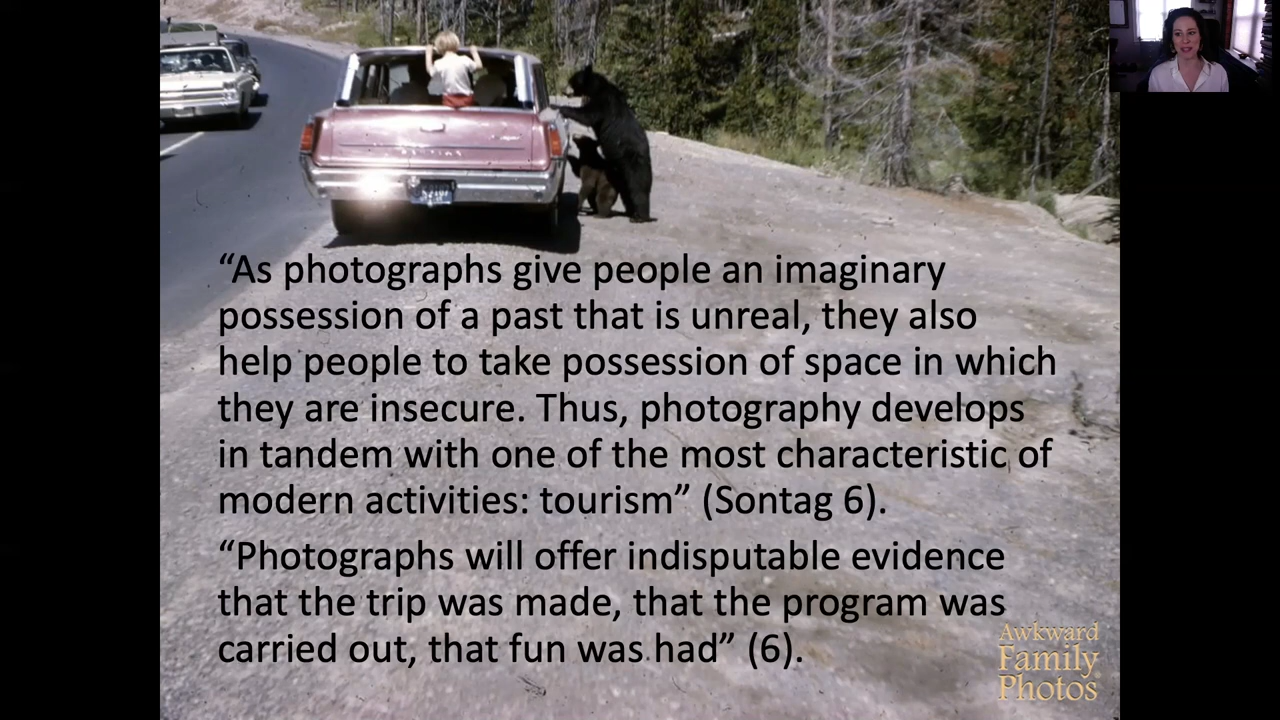 “As photographs give people an imaginary
possession of a past that is unreal, they also
help people to take possession of space in which
they are insecure. Thus, photography develops
in tandem with one of the most characteristic of
modern activities: tourism” (Sontag 6).
“Photographs will offer indisputable evidence
that the trip was made, that the program was
carried out, that fun was had” (6).
Awkward
Family
Photos